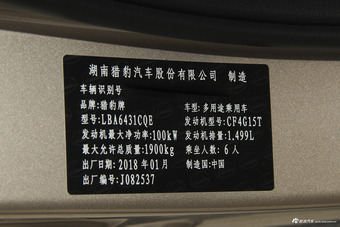 湖南猎豹汽车股份有限公司 制造
车辆识别号
品牌:猎豹牌 车型:多用途乘用车
型号:LBA6431CQE 发动机型号:CF4G15T
发动机最大净功率:100kW 发动机排量:1.499L
最大允许总质量:1900kg 乘坐人数: 6 人
出厂日期:2018 年01月 制造国:中国
出厂编号:J082537